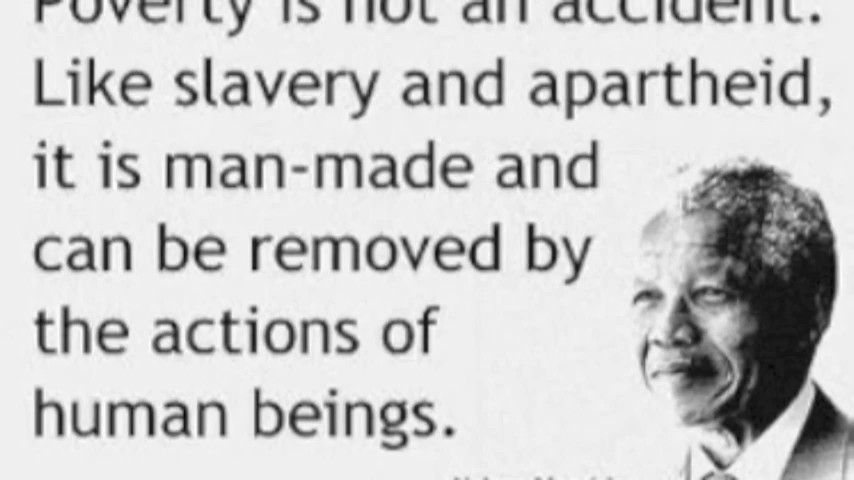 Poverty is not an accident.
Like slavery and apartheid,
it is man-made and
can be removed by
the actions of
human beings.